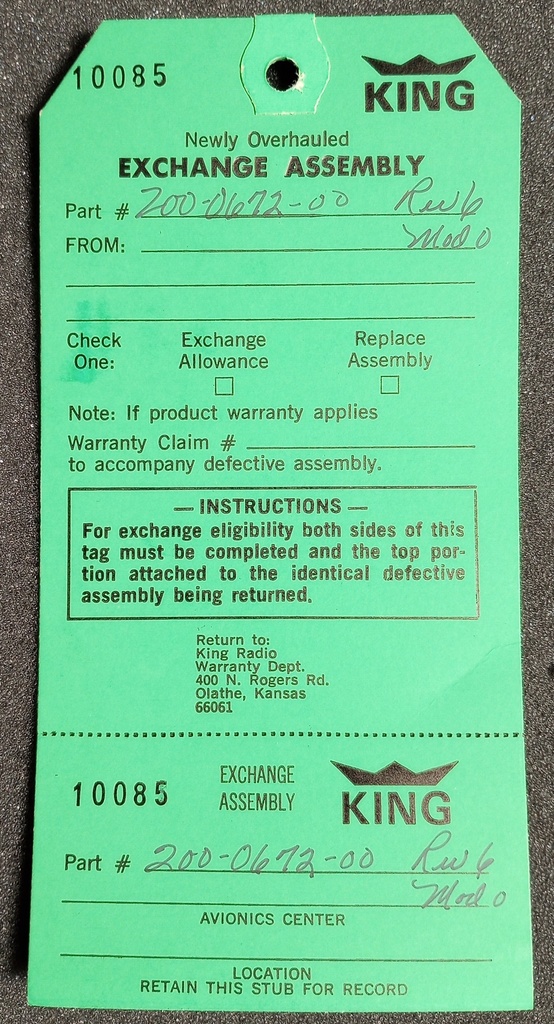 10085
KING
Newly Overhauled
EXCHANGE ASSEMBLY
Part # 200-0672-00 Rev 6
FROM: Mod 0
Check One:
Exchange Allowance
Replace Assembly
Note: If product warranty applies
Warranty Claim #
to accompany defective assembly.
— INSTRUCTIONS —
For exchange eligibility both sides of this
tag must be completed and the top por-
tion attached to the identical defective
assembly being returned.
Return to:
King Radio
Warranty Dept.
400 N. Rogers Rd.
Olathe, Kansas
66061
10085
EXCHANGE
ASSEMBLY
KING
Part # 200-0672-00 Rev 6
Mod 0
AVIONICS CENTER
LOCATION
RETAIN THIS STUB FOR RECORD